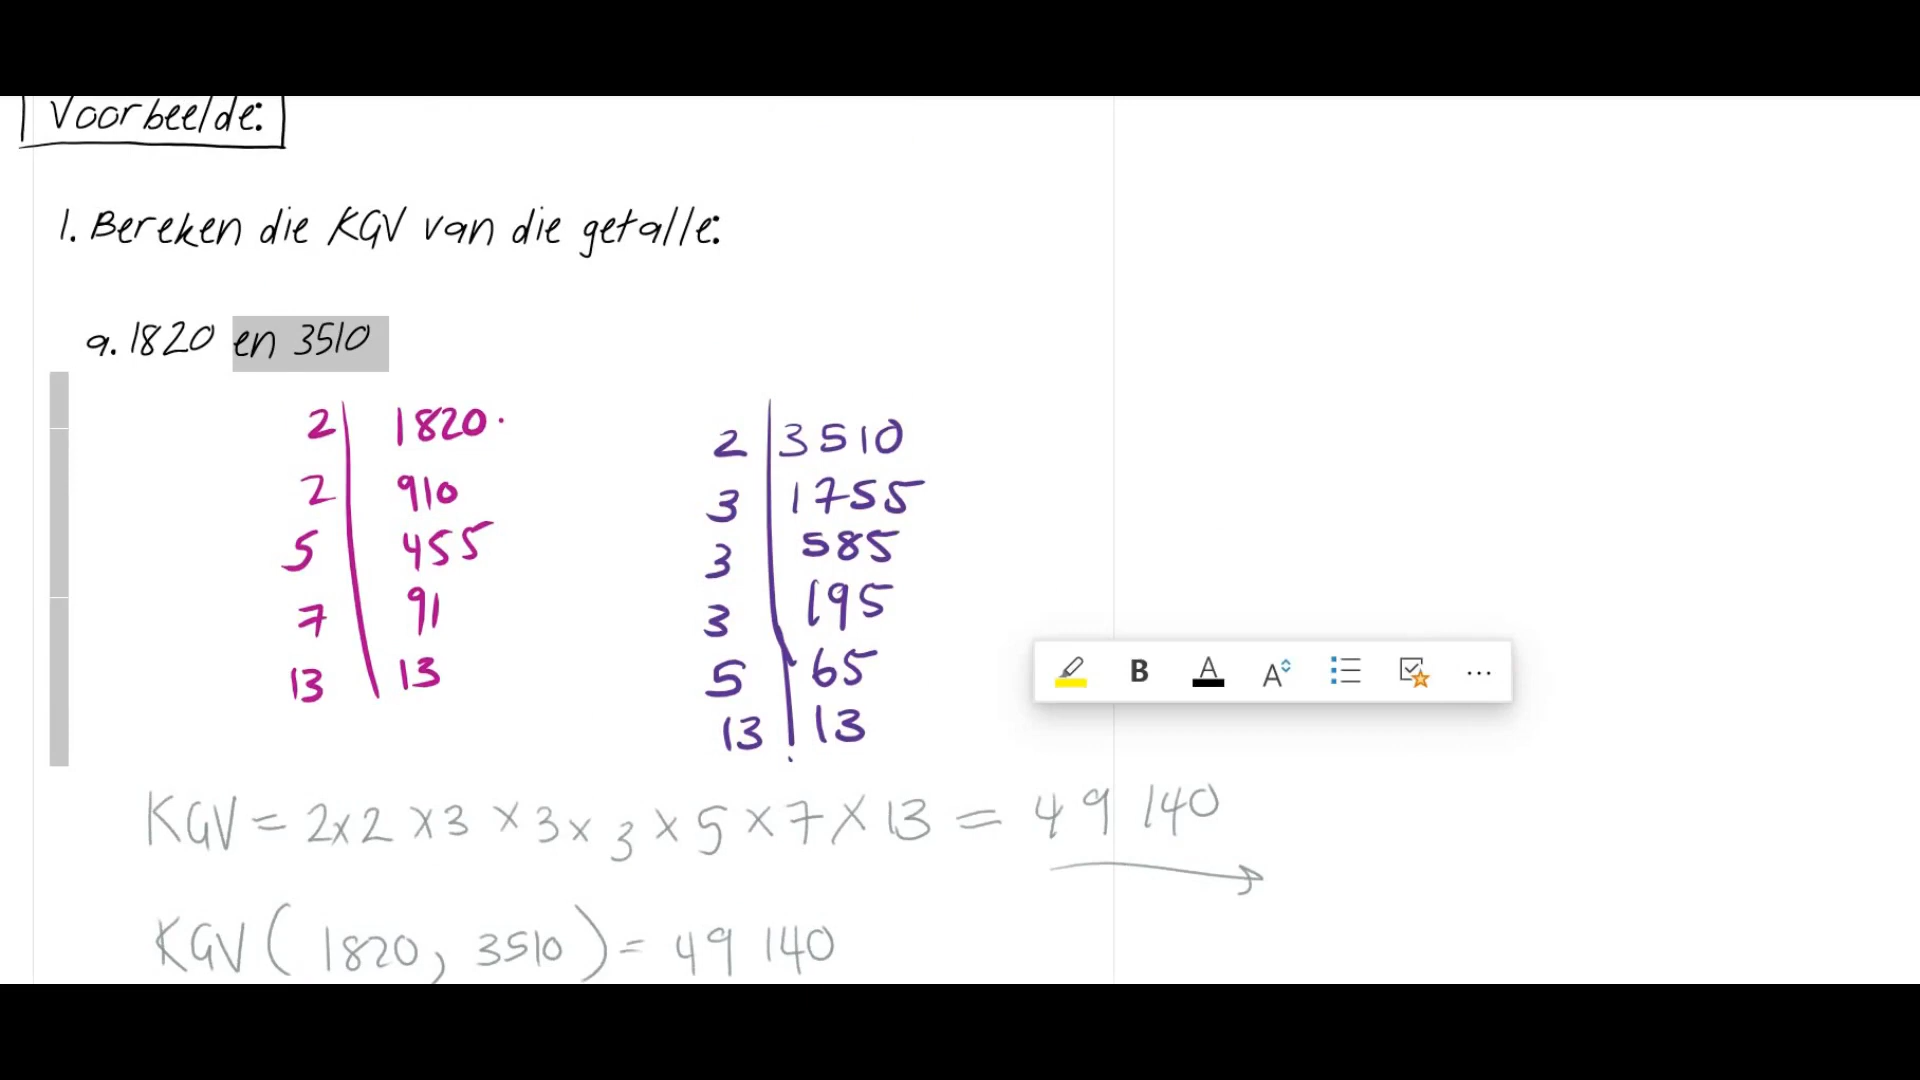 Voorbeelde:
1. Bereken die KGV van die getalle:
a. 1820 en 3510
2 | 1820
2 | 910
5 | 455
7 | 91
13 | 13
2 | 3510
3 | 1755
3 | 585
3 | 195
5 | 65
13 | 13
B A A ...
KGV = 2×2 ×3 ×3 × 3 × 5 × 7 × 13 = 49 140
KGV (1820, 3510) = 49 140